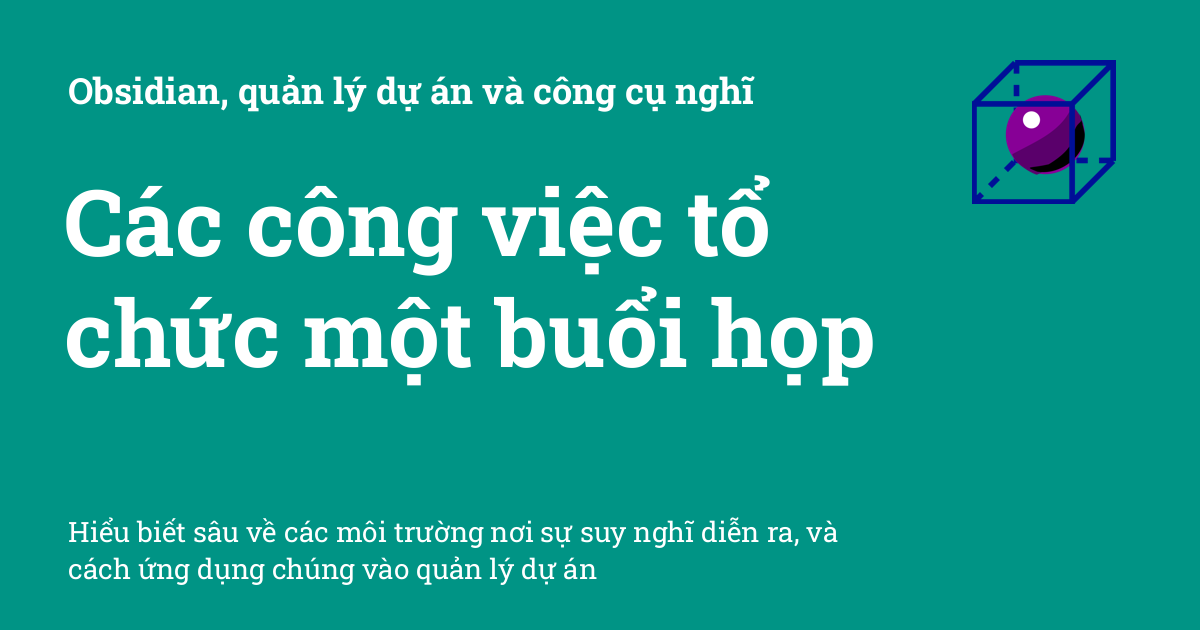 Obsidian, quản lý dự án và công cụ nghĩ
Các công việc tổ
chức một buổi họp
Hiểu biết sâu về các môi trường nơi sự suy nghĩ diễn ra, và
cách ứng dụng chúng vào quản lý dự án